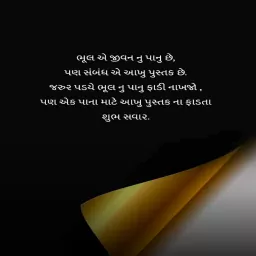 ભૂલ એ જીવન નુ પાનુ છે,
પણ સંબંધ એ આખુ પુસ્તક છે.
જરુર પડયે ભૂલ નુ પાનુ ફાડી નાખજો ,
પણ એક પાના માટે આખુ પુસ્તક ના ફાડતા
શુભ સવાર.